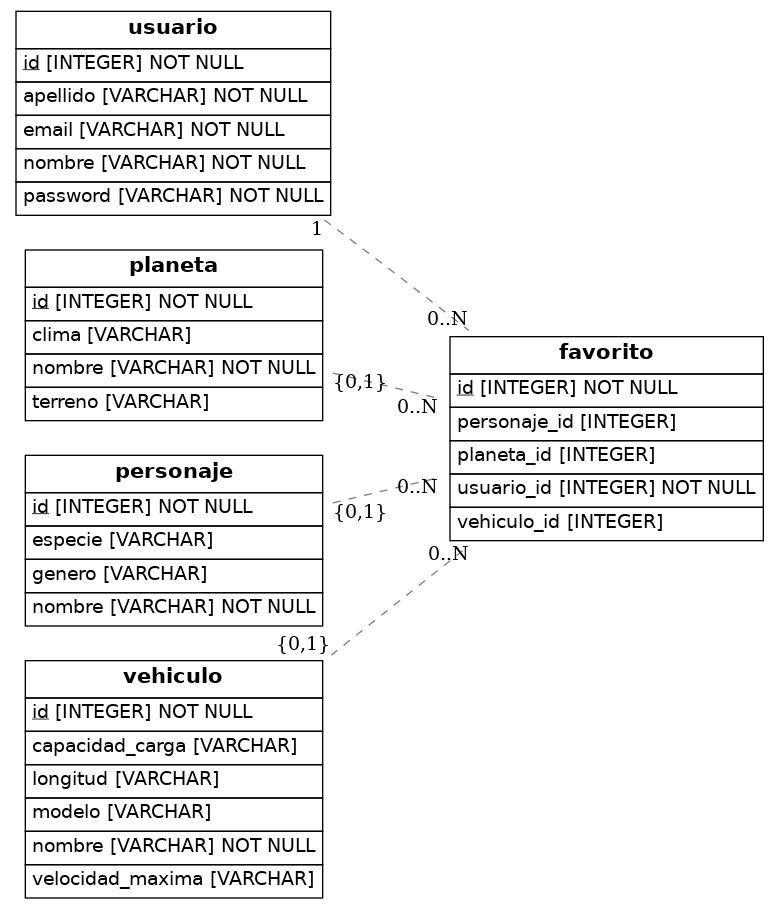 usuario
id [INTEGER] NOT NULL
apellido [VARCHAR] NOT NULL
email [VARCHAR] NOT NULL
nombre [VARCHAR] NOT NULL
password [VARCHAR] NOT NULL
1
0..N
planeta
id [INTEGER] NOT NULL
clima [VARCHAR]
nombre [VARCHAR] NOT NULL
terreno [VARCHAR]
{0,1}
0..N
personaje
id [INTEGER] NOT NULL
especie [VARCHAR]
genero [VARCHAR]
nombre [VARCHAR] NOT NULL
{0,1}
0..N
vehiculo
id [INTEGER] NOT NULL
capacidad_carga [VARCHAR]
longitud [VARCHAR]
modelo [VARCHAR]
nombre [VARCHAR] NOT NULL
velocidad_maxima [VARCHAR]
{0,1}
0..N
favorito
id [INTEGER] NOT NULL
personaje_id [INTEGER]
planeta_id [INTEGER]
usuario_id [INTEGER] NOT NULL
vehiculo_id [INTEGER]